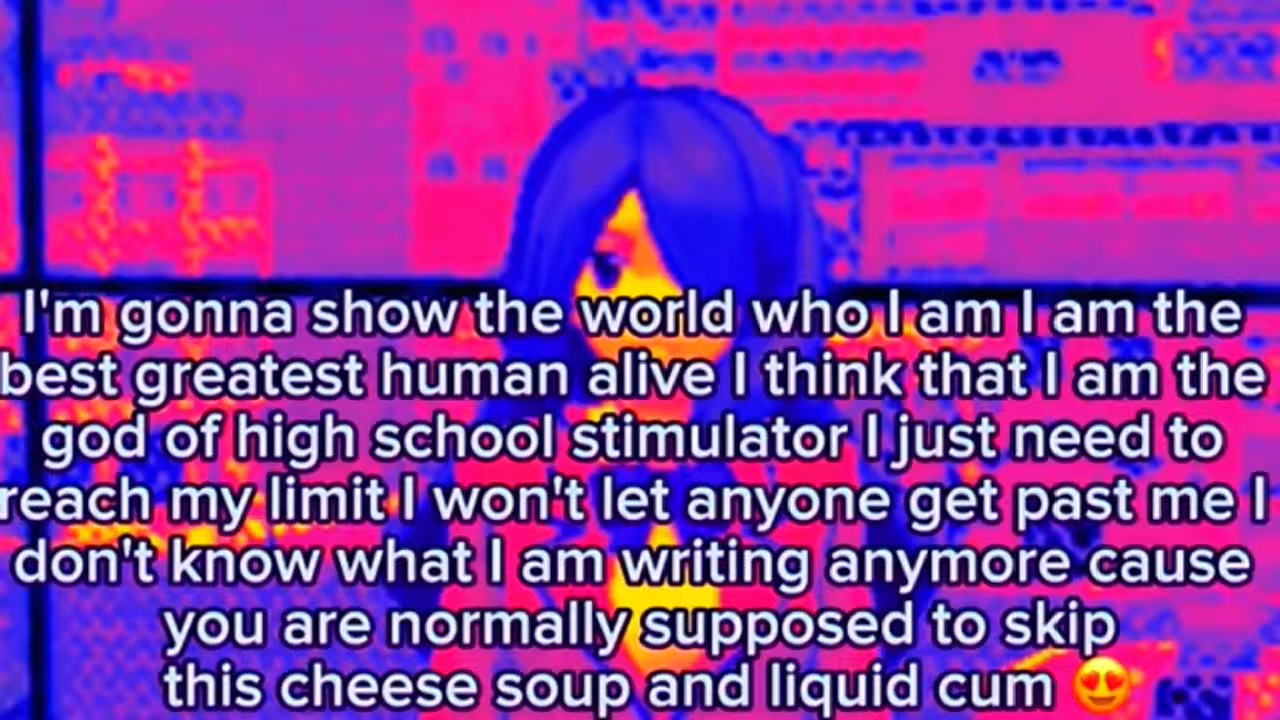 I'm gonna show the world who I am I am the
best greatest human alive I think that I am the
god of high school stimulator I just need to
reach my limit I won't let anyone get past me I
don't know what I am writing anymore cause
you are normally supposed to skip
this cheese soup and liquid cum 😍